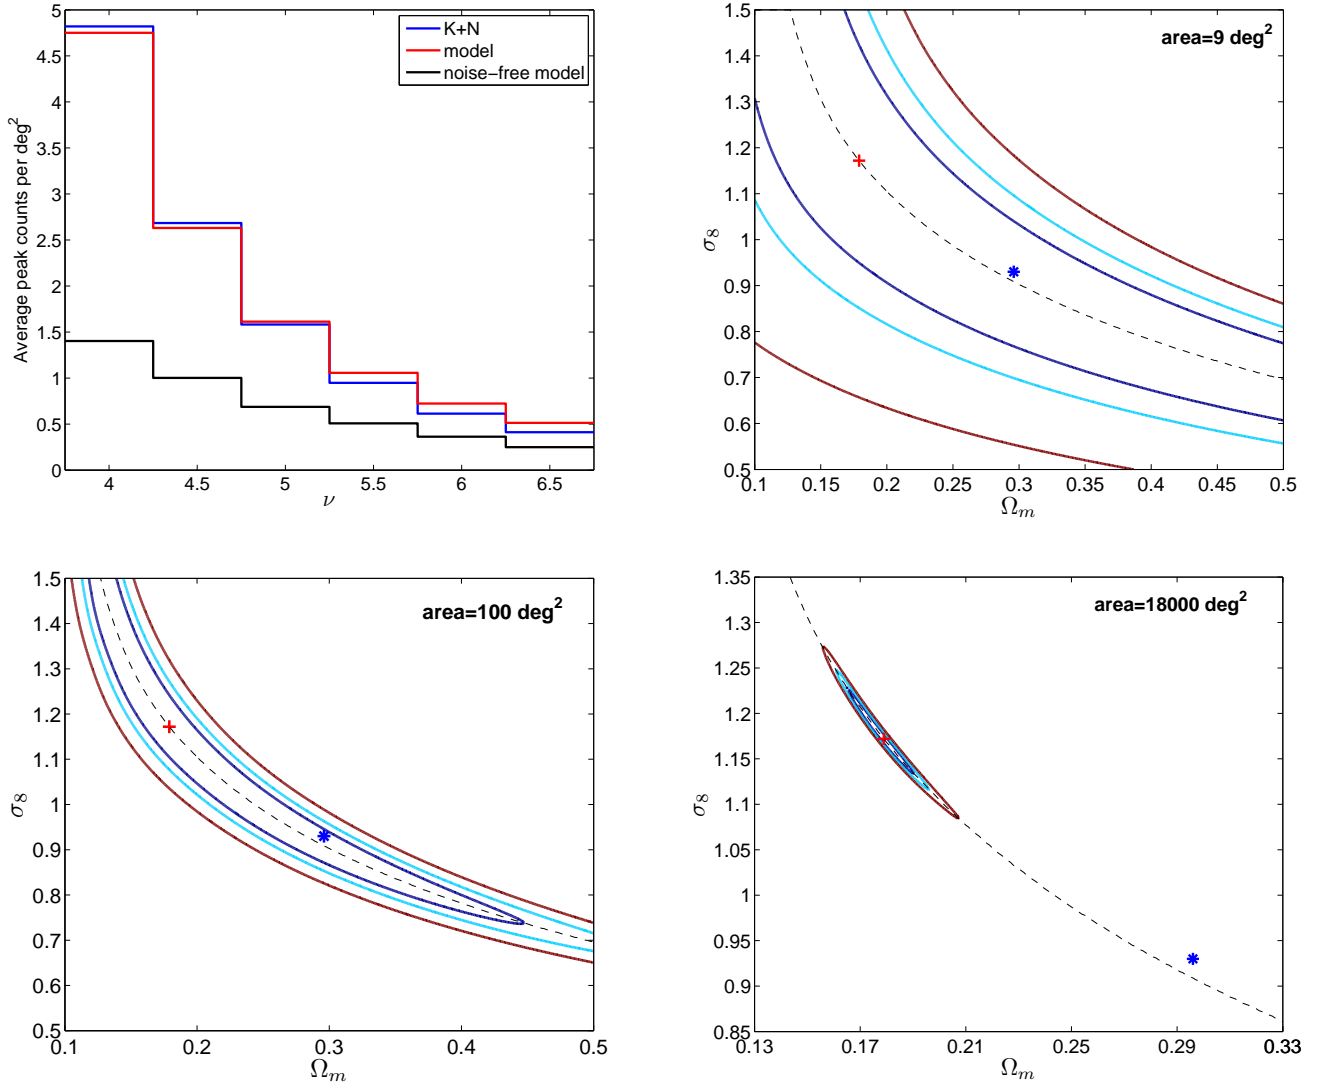 5
4.5
4
3.5
3
2.5
2
1.5
1
0.5
0
4 4.5 5 5.5 6 6.5
ν
Average peak counts per deg²
K+N
model
noise−free model
area=9 deg²
1.5
1.4
1.3
1.2
1.1
1
0.9
0.8
0.7
0.6
0.5
0.1 0.15 0.2 0.25 0.3 0.35 0.4 0.45 0.5
Ωₘ
σ₈
area=100 deg²
1.5
1.4
1.3
1.2
1.1
1
0.9
0.8
0.7
0.6
0.5
0.1 0.2 0.3 0.4 0.5
Ωₘ
σ₈
area=18000 deg²
1.35
1.3
1.25
1.2
1.15
1.1
1.05
1
0.95
0.9
0.85
0.13 0.17 0.21 0.25 0.29 0.33
Ωₘ
σ₈